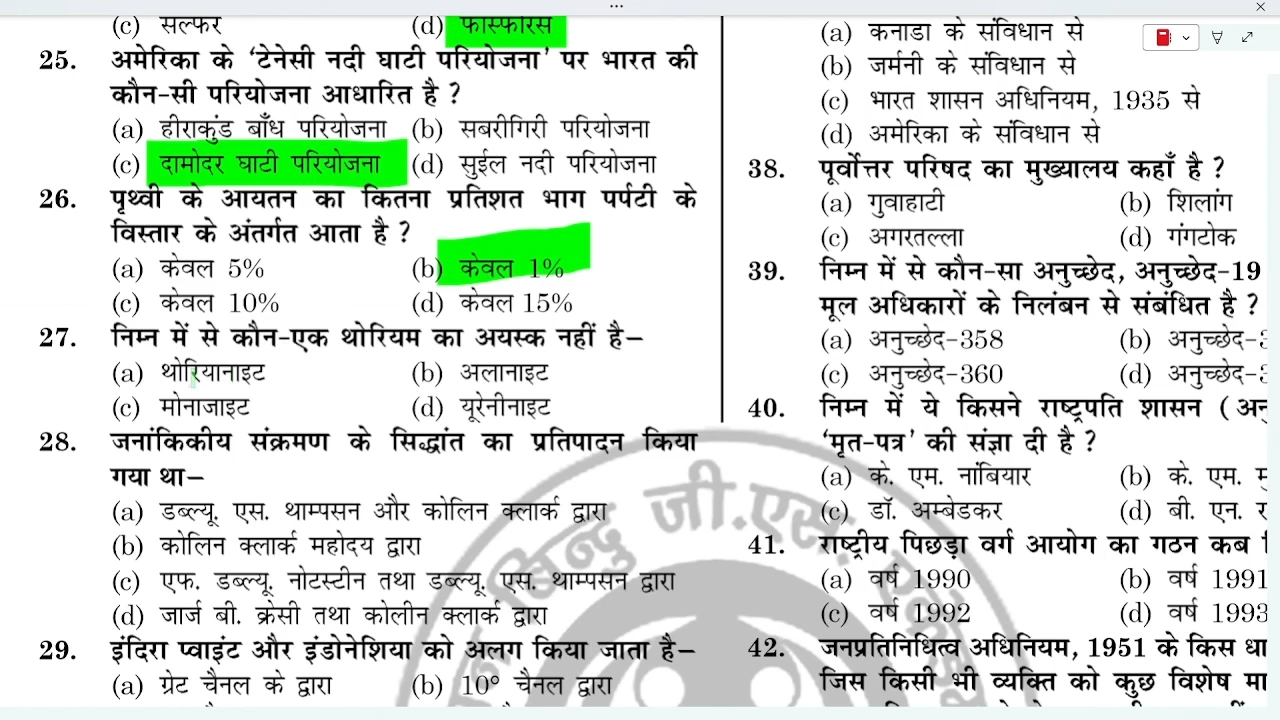 (c) सल्फर (d) फास्फोरस
25. अमेरिका के ‘टेनेसी नदी घाटी परियोजना’ पर भारत की
कौन-सी परियोजना आधारित है ?
(a) हीराकुंड बाँध परियोजना (b) सबरीगिरी परियोजना
(c) दामोदर घाटी परियोजना (d) सुईल नदी परियोजना
26. पृथ्वी के आयतन का कितना प्रतिशत भाग पर्पटी के
विस्तार के अंतर्गत आता है ?
(a) केवल 5% (b) केवल 1%
(c) केवल 10% (d) केवल 15%
27. निम्न में से कौन-एक थोरियम का अयस्क नहीं है–
(a) थोरियानाइट (b) अलानाइट
(c) मोनाजाइट (d) यूरेनीनाइट
28. जनांकिकीय संक्रमण के सिद्धांत का प्रतिपादन किया
गया था–
(a) डब्ल्यू. एस. थाम्पसन और कोलिन क्लार्क द्वारा
(b) कोलिन क्लार्क महोदय द्वारा
(c) एफ. डब्ल्यू. नोटस्टीन तथा डब्ल्यू. एस. थाम्पसन द्वारा
(d) जार्ज बी. क्रेसी तथा कोलीन क्लार्क द्वारा
29. इंदिरा प्वाइंट और इंडोनेशिया को अलग किया जाता है–
(a) ग्रेट चैनल के द्वारा (b) 10° चैनल द्वारा
(a) कनाडा के संविधान से
(b) जर्मनी के संविधान से
(c) भारत शासन अधिनियम, 1935 से
(d) अमेरिका के संविधान से
38. पूर्वोत्तर परिषद का मुख्यालय कहाँ है ?
(a) गुवाहाटी (b) शिलांग
(c) अगरतल्ला (d) गंगटोक
39. निम्न में से कौन-सा अनुच्छेद, अनुच्छेद-19
मूल अधिकारों के निलंबन से संबंधित है ?
(a) अनुच्छेद-358 (b) अनुच्छेद-
(c) अनुच्छेद-360 (d) अनुच्छेद-
40. निम्न में ये किसने राष्ट्रपति शासन (
‘मृत-पत्र’ की संज्ञा दी है ?
(a) के. एम. नांबियार (b) के. एम.
(c) डॉ. अम्बेडकर (d) बी. एन.
41. राष्ट्रीय पिछड़ा वर्ग आयोग का गठन कब
(a) वर्ष 1990 (b) वर्ष 1991
(c) वर्ष 1992 (d) वर्ष 1993
42. जनप्रतिनिधित्व अधिनियम, 1951 के किस
जिस किसी भी व्यक्ति को कुछ विशेष
बिन्दु जी.एस.